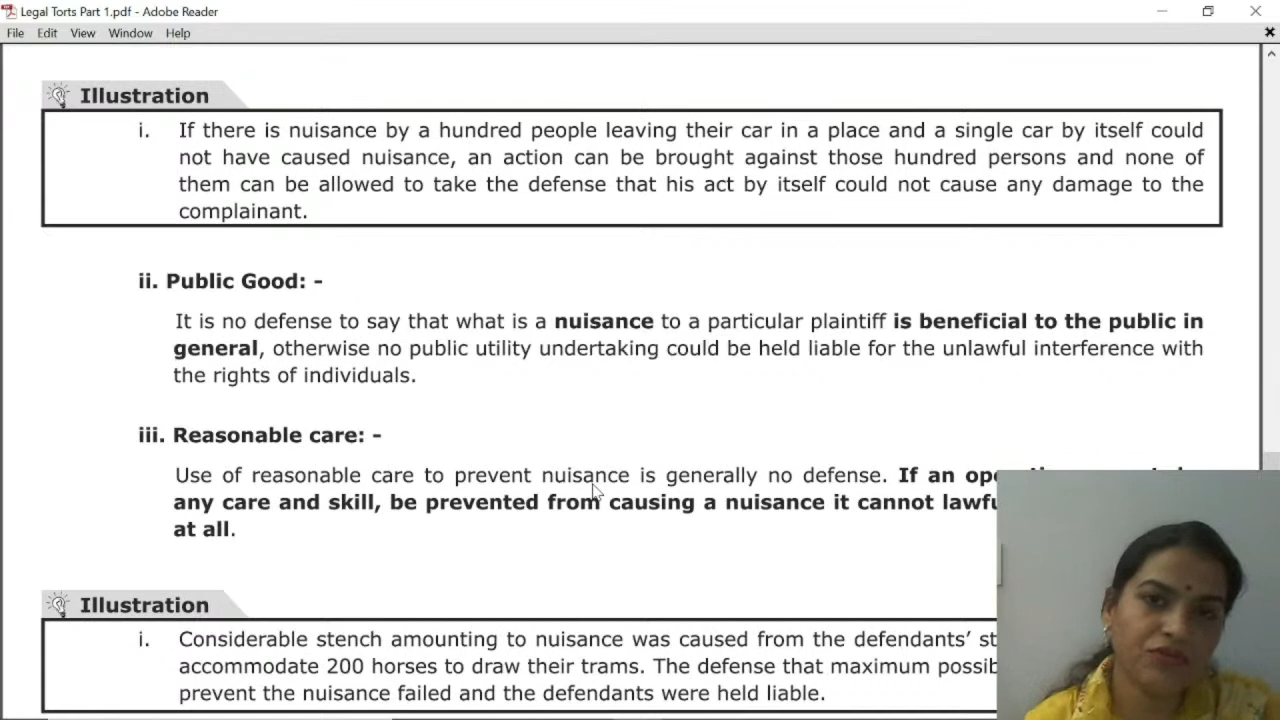 Legal Torts Part 1.pdf - Adobe Reader
File Edit View Window Help
Illustration
i. If there is nuisance by a hundred people leaving their car in a place and a single car by itself could
not have caused nuisance, an action can be brought against those hundred persons and none of
them can be allowed to take the defense that his act by itself could not cause any damage to the
complainant.
ii. Public Good: -
It is no defense to say that what is a nuisance to a particular plaintiff is beneficial to the public in
general, otherwise no public utility undertaking could be held liable for the unlawful interference with
the rights of individuals.
iii. Reasonable care: -
Use of reasonable care to prevent nuisance is generally no defense. If an
any care and skill, be prevented from causing a nuisance it cannot
at all.
Illustration
i. Considerable stench amounting to nuisance was caused from the defendants'
accommodate 200 horses to draw their trams. The defense that maximum
prevent the nuisance failed and the defendants were held liable.